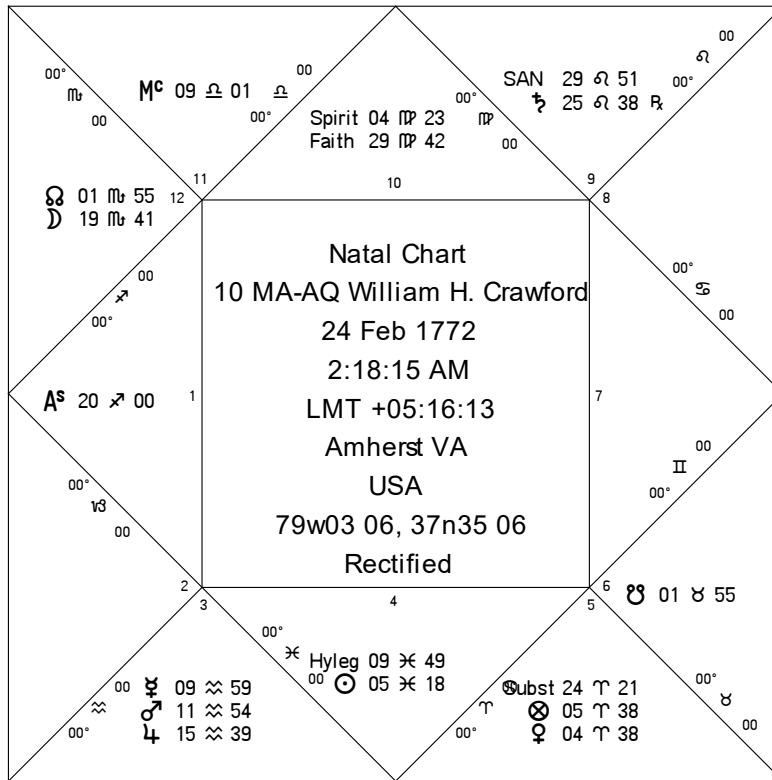 00
00°
♏
00
Mᶜ 09 ♎ 01 ♎
00
00°
11
12
☊ 01 ♏ 55
☽ 19 ♏ 41
Spirit 04 ♍ 23
Faith 29 ♍ 42
00°
♍
00
10
SAN 29 ♌ 51
♄ 25 ♌ 38 ℞
00
♌
00°
9
8
00
♐
00°
Aˢ 20 ♐ 00
1
Natal Chart
10 MA-AQ William H. Crawford
24 Feb 1772
2:18:15 AM
LMT +05:16:13
Amherst VA
USA
79w03 06, 37n35 06
Rectified
00°
♋
00
7
00
♊
00°
00°
♑
00
2
3
4
6
5
☋ 01 ♉ 55
00
♒
00°
☿ 09 ♒ 59
♂ 11 ♒ 54
♃ 15 ♒ 39
00°
♓
00
Hyleg 09 ♓ 49
☉ 05 ♓ 18
00
♈
00°
Subst 24 ♈ 21
⊗ 05 ♈ 38
♀ 04 ♈ 38
00°
♉
00